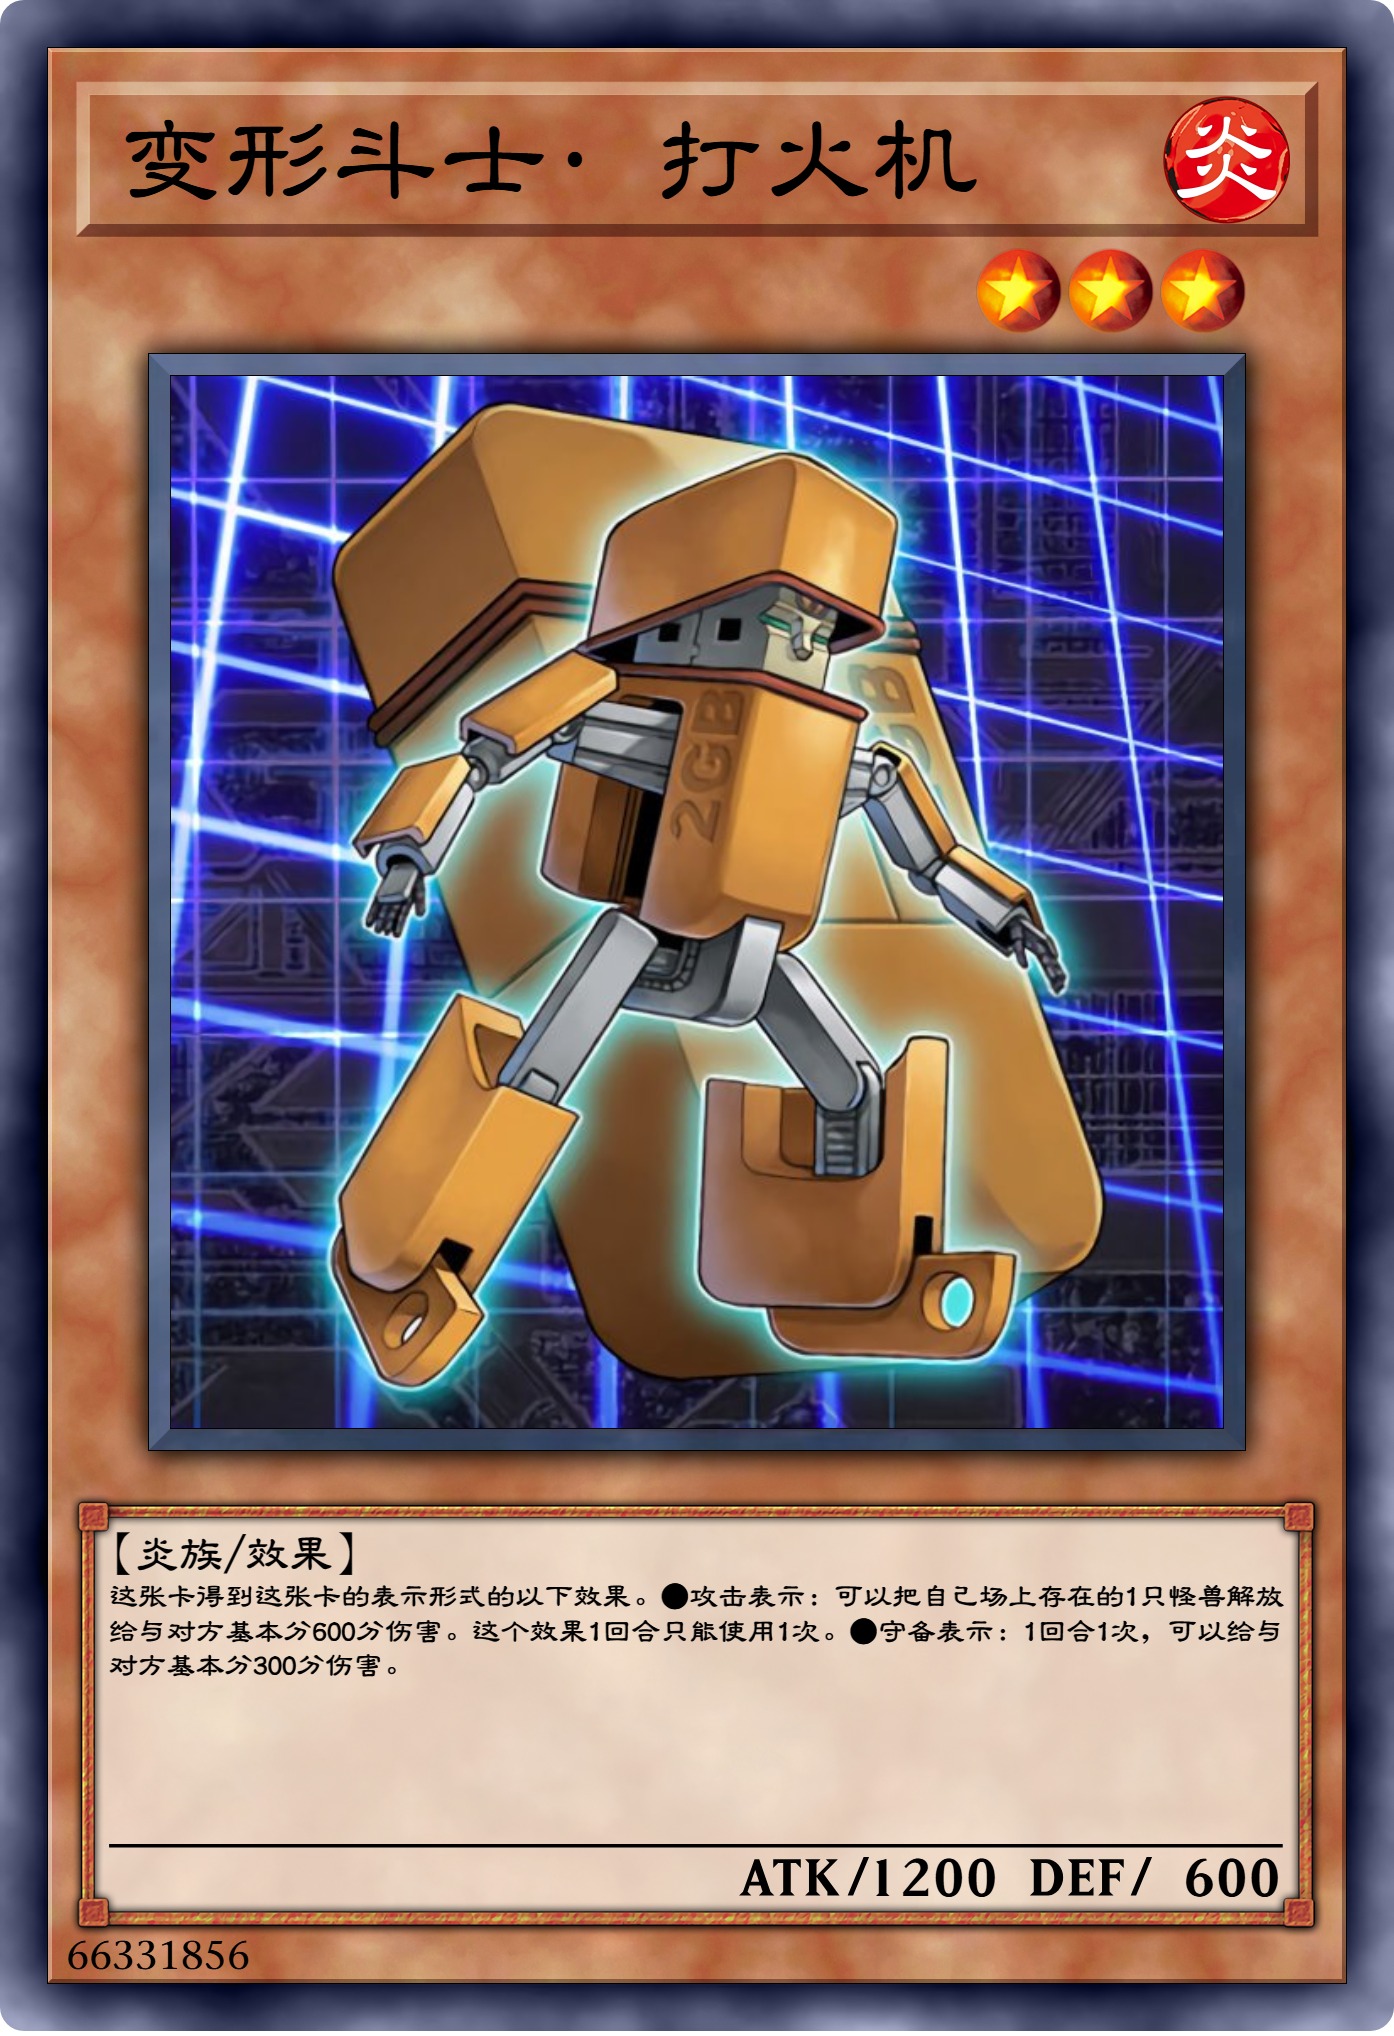 变形斗士·打火机
炎
2GB
【炎族/效果】
这张卡得到这张卡的表示形式的以下效果。●攻击表示：可以把自己场上存在的1只怪兽解放
给与对方基本分600分伤害。这个效果1回合只能使用1次。●守备表示：1回合1次，可以给与
对方基本分300分伤害。
ATK/1200 DEF/ 600
66331856